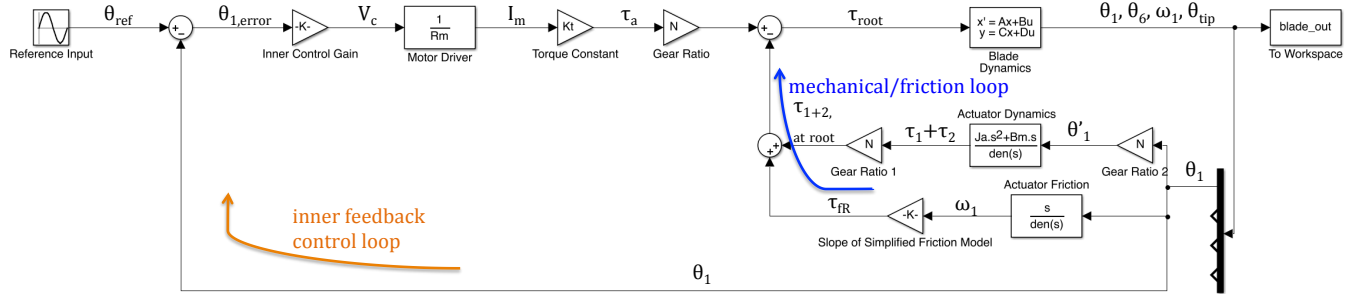 θref
θ1,error
Vc
Im
τa
τroot
θ1, θ6, ω1, θtip
Reference Input
+
−
-K-
Inner Control Gain
1
Rm
Motor Driver
Kt
Torque Constant
N
Gear Ratio
+
−
x' = Ax+Bu
y = Cx+Du
Blade
Dynamics
blade_out
To Workspace
mechanical/friction loop
τ1+2,
at root
+
+
N
Gear Ratio 1
τ1+τ2
Actuator Dynamics
Ja.s²+Bm.s
den(s)
θ'1
N
Gear Ratio 2
θ1
τfR
-K-
Slope of Simplified Friction Model
ω1
Actuator Friction
s
den(s)
inner feedback
control loop
θ1